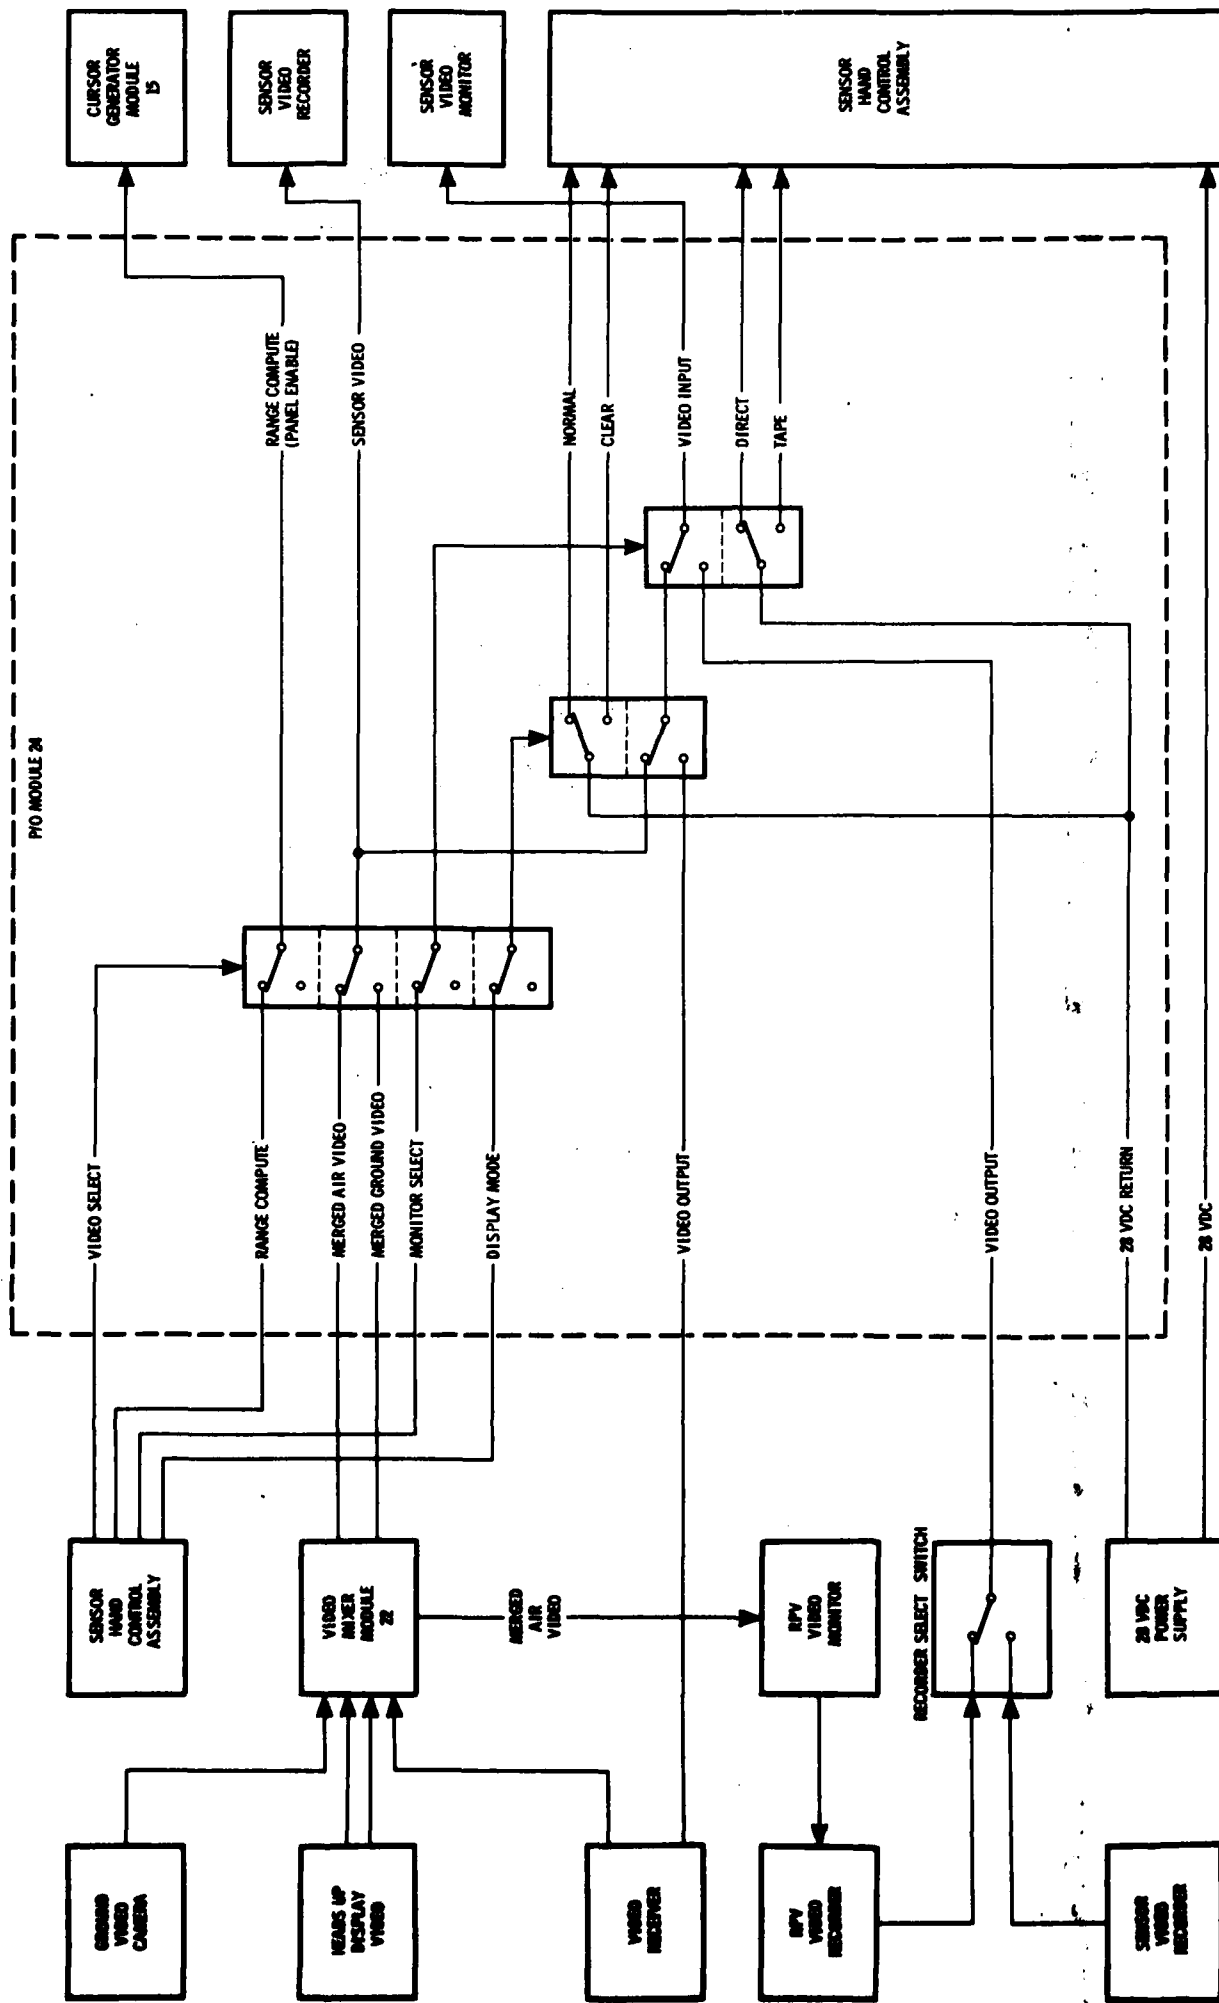 CURSOR
GENERATOR
MODULE
15
SENSOR
VIDEO
RECORDER
SENSOR
VIDEO
MONITOR
SENSOR
HAND
CONTROL
ASSEMBLY
P/O MODULE 24
RANGE COMPUTE
(PANEL ENABLE)
SENSOR VIDEO
NORMAL
CLEAR
VIDEO INPUT
DIRECT
TAPE
VIDEO SELECT
RANGE COMPUTE
MERGED AIR VIDEO
MERGED GROUND VIDEO
MONITOR SELECT
DISPLAY MODE
VIDEO OUTPUT
VIDEO OUTPUT
28 VDC RETURN
28 VDC
SENSOR
HAND
CONTROL
ASSEMBLY
VIDEO
MIXER
MODULE
22
MERGED
AIR
VIDEO
RPV
VIDEO
MONITOR
RECORDER SELECT SWITCH
28 VDC
POWER
SUPPLY
GROUND
VIDEO
CAMERA
HEADS UP
DISPLAY
VIDEO
VIDEO
RECEIVER
RPV
VIDEO
RECORDER
SENSOR
VIDEO
RECORDER